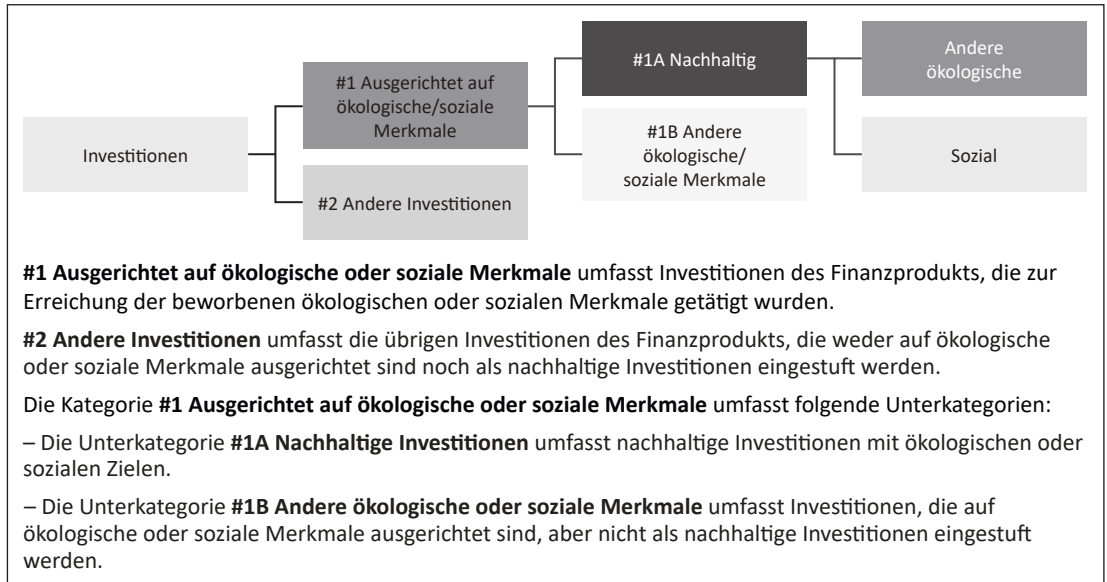 Investitionen
#1 Ausgerichtet auf
ökologische/soziale
Merkmale
#2 Andere Investitionen
#1A Nachhaltig
#1B Andere
ökologische/
soziale Merkmale
Andere
ökologische
Sozial
#1 Ausgerichtet auf ökologische oder soziale Merkmale umfasst Investitionen des Finanzprodukts, die zur
Erreichung der beworbenen ökologischen oder sozialen Merkmale getätigt wurden.
#2 Andere Investitionen umfasst die übrigen Investitionen des Finanzprodukts, die weder auf ökologische
oder soziale Merkmale ausgerichtet sind noch als nachhaltige Investitionen eingestuft werden.
Die Kategorie #1 Ausgerichtet auf ökologische oder soziale Merkmale umfasst folgende Unterkategorien:
– Die Unterkategorie #1A Nachhaltige Investitionen umfasst nachhaltige Investitionen mit ökologischen oder
sozialen Zielen.
– Die Unterkategorie #1B Andere ökologische oder soziale Merkmale umfasst Investitionen, die auf
ökologische oder soziale Merkmale ausgerichtet sind, aber nicht als nachhaltige Investitionen eingestuft
werden.